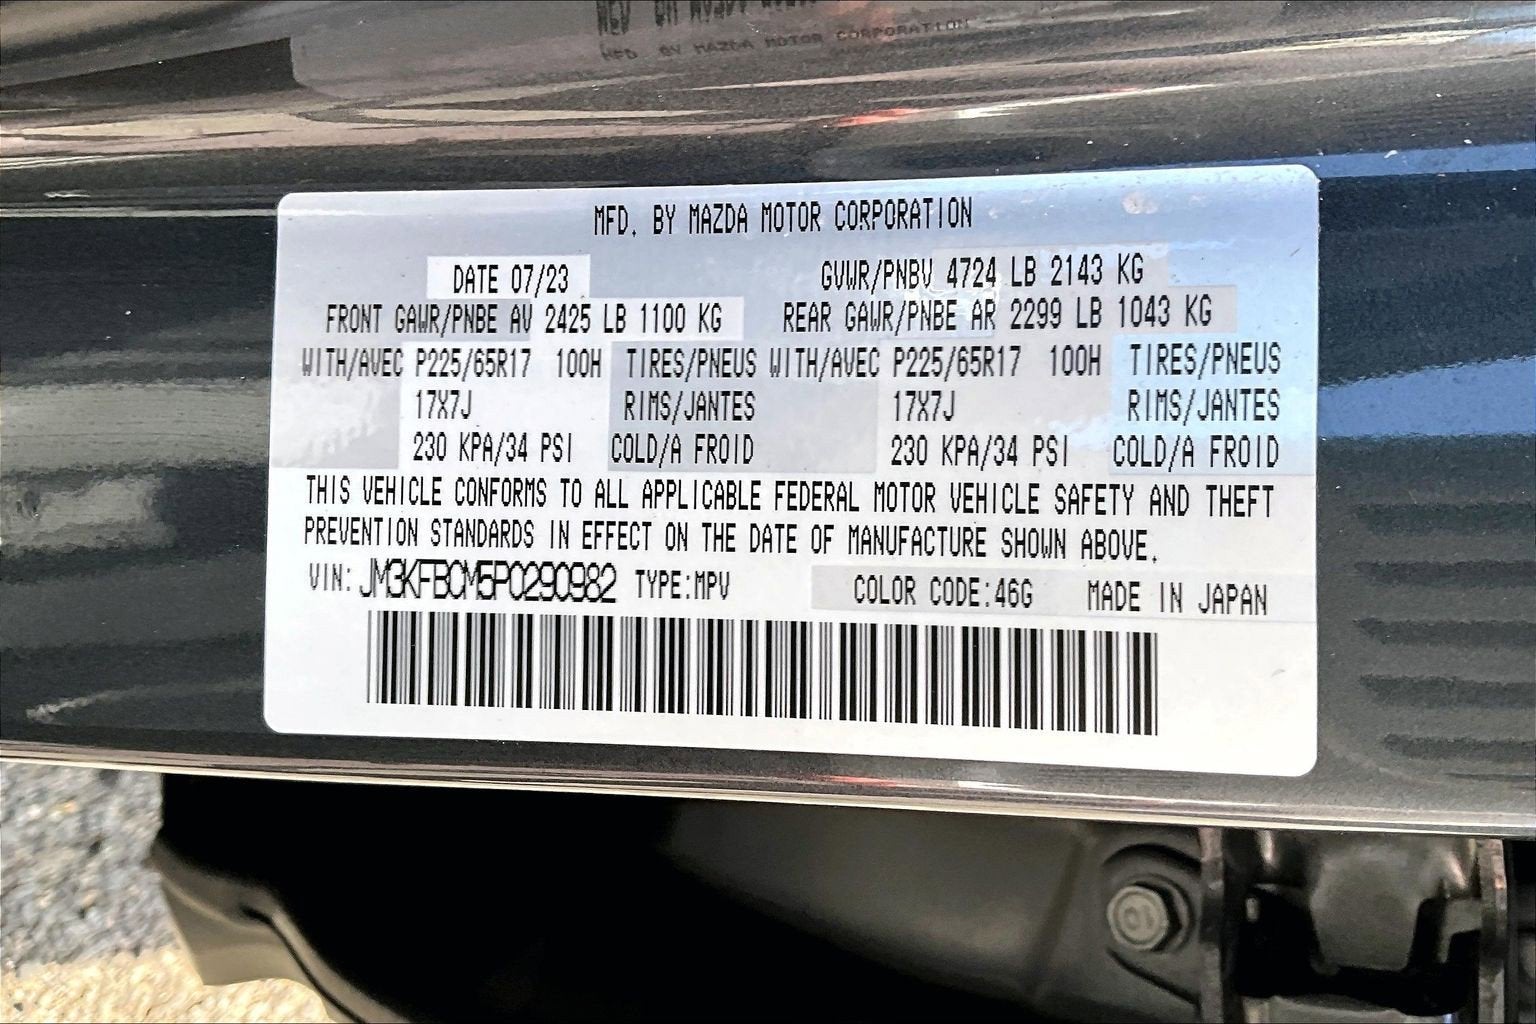 MFD. BY MAZDA MOTOR CORPORATION
DATE 07/23 GVWR/PNBV 4724 LB 2143 KG
FRONT GAWR/PNBE AV 2425 LB 1100 KG REAR GAWR/PNBE AR 2299 LB 1043 KG
WITH/AVEC P225/65R17 100H TIRES/PNEUS WITH/AVEC P225/65R17 100H TIRES/PNEUS
17X7J RIMS/JANTES 17X7J RIMS/JANTES
230 KPA/34 PSI COLD/A FROID 230 KPA/34 PSI COLD/A FROID
THIS VEHICLE CONFORMS TO ALL APPLICABLE FEDERAL MOTOR VEHICLE SAFETY AND THEFT
PREVENTION STANDARDS IN EFFECT ON THE DATE OF MANUFACTURE SHOWN ABOVE.
VIN: JM3KFBCM5P0290982 TYPE:MPV COLOR CODE:46G MADE IN JAPAN
10